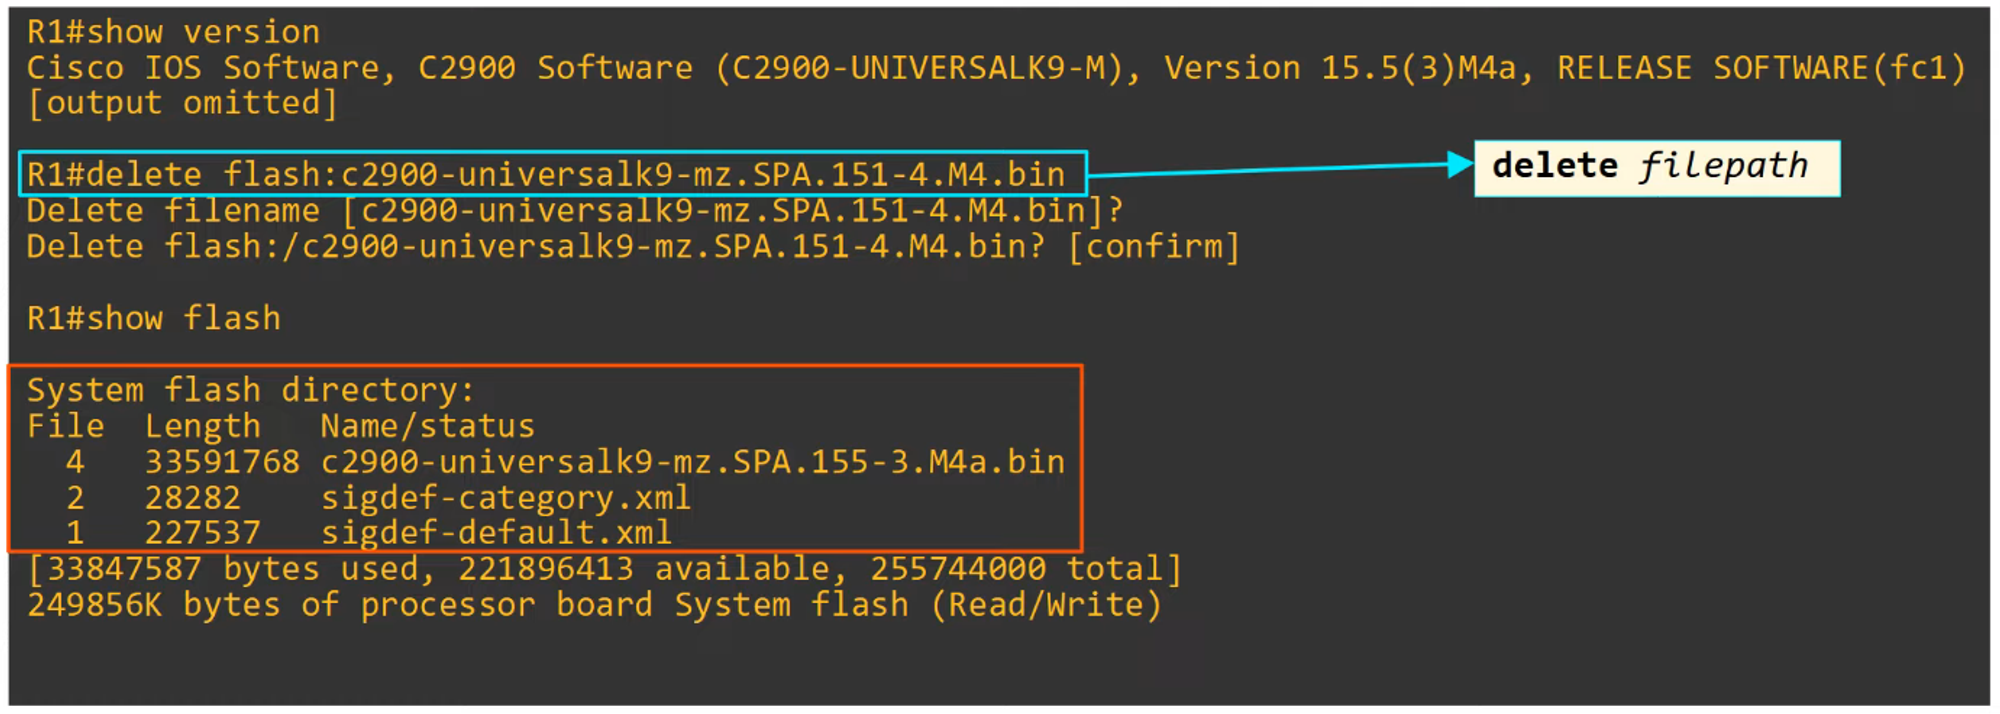 R1#show version
Cisco IOS Software, C2900 Software (C2900-UNIVERSALK9-M), Version 15.5(3)M4a, RELEASE SOFTWARE(fc1)
[output omitted]
R1#delete flash:c2900-universalk9-mz.SPA.151-4.M4.bin
delete filepath
Delete filename [c2900-universalk9-mz.SPA.151-4.M4.bin]?
Delete flash:/c2900-universalk9-mz.SPA.151-4.M4.bin? [confirm]
R1#show flash
System flash directory:
File  Length   Name/status
  4   33591768 c2900-universalk9-mz.SPA.155-3.M4a.bin
  2   28282    sigdef-category.xml
  1   227537   sigdef-default.xml
[33847587 bytes used, 221896413 available, 255744000 total]
249856K bytes of processor board System flash (Read/Write)